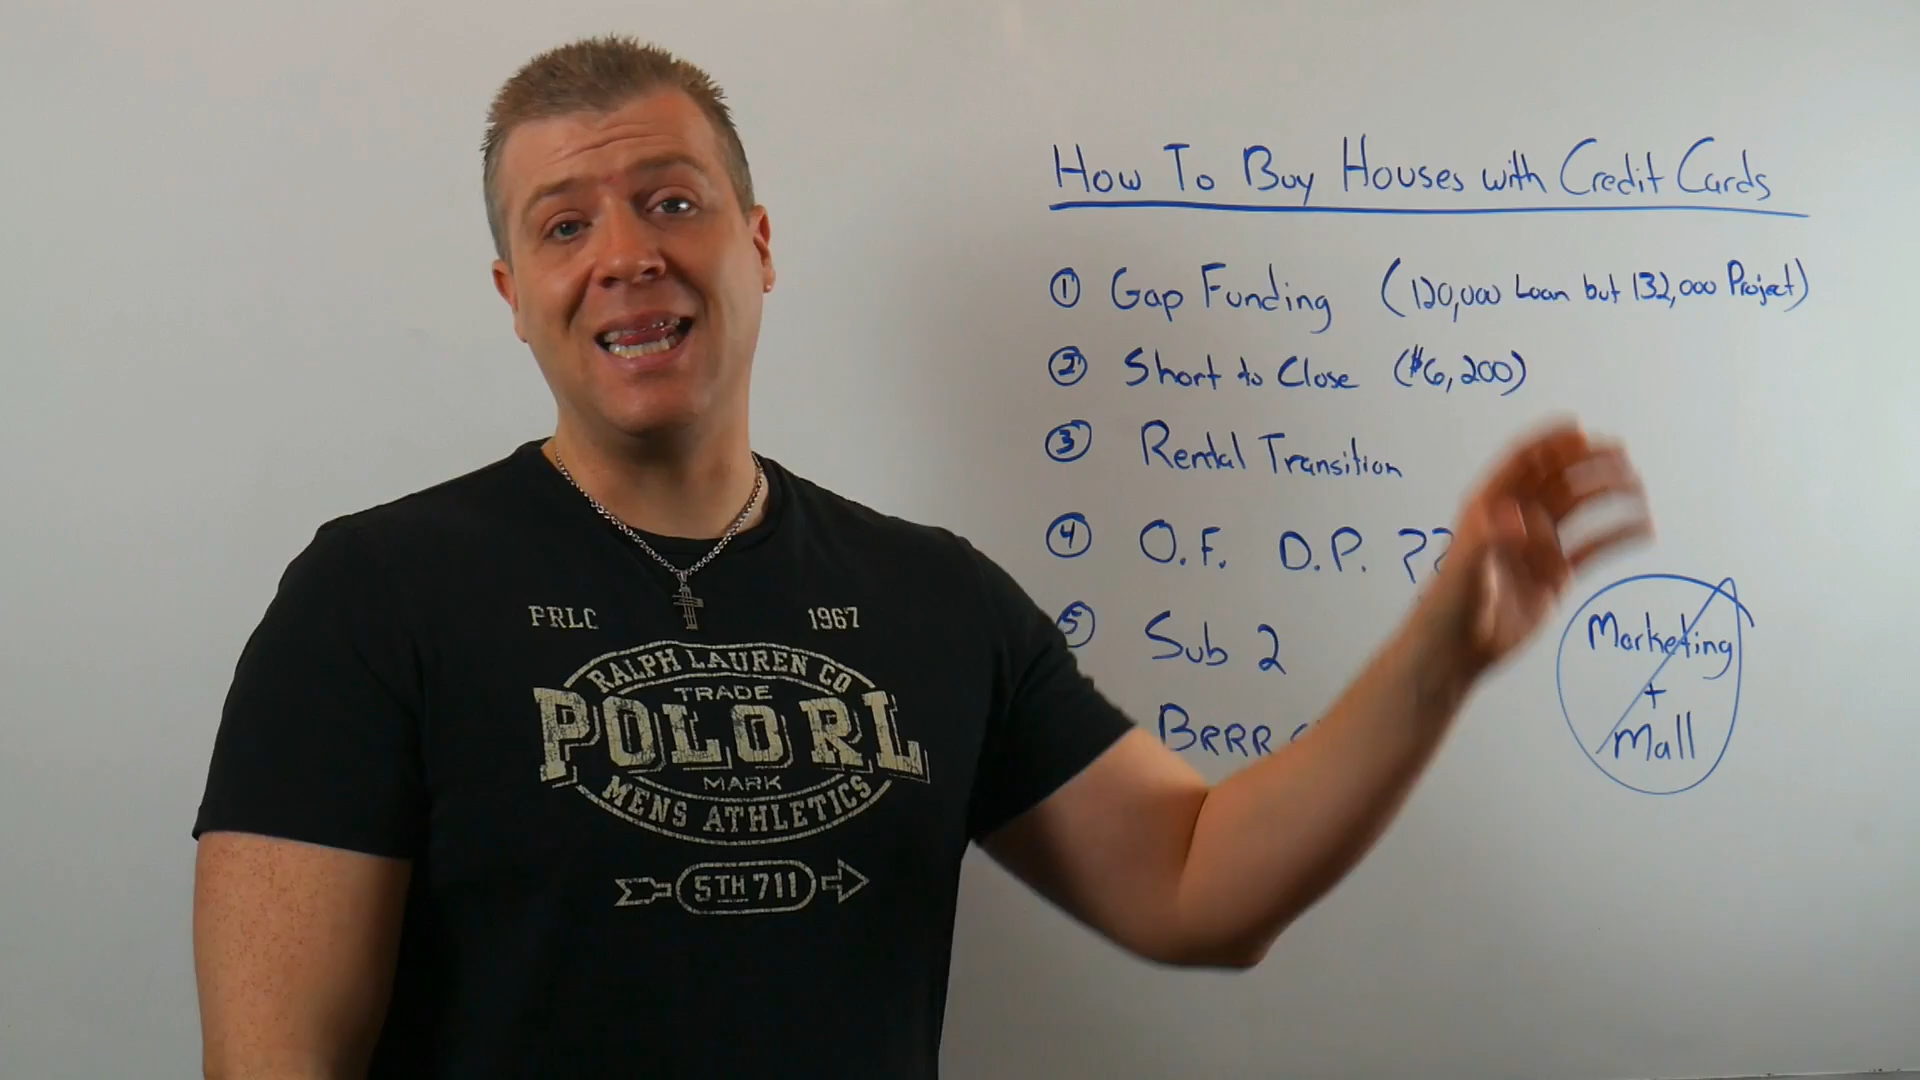 How To Buy Houses with Credit Cards
① Gap Funding (120,000 Loan but 132,000 Project)
② Short to Close ($6,200)
③ Rental Transition
④ O.F. D.P. ??
⑤ Sub 2
BRRR
Marketing
+
Mall
PRLC 1967
RALPH LAUREN CO
TRADE
POLO RL
MARK
MENS ATHLETICS
5TH 711